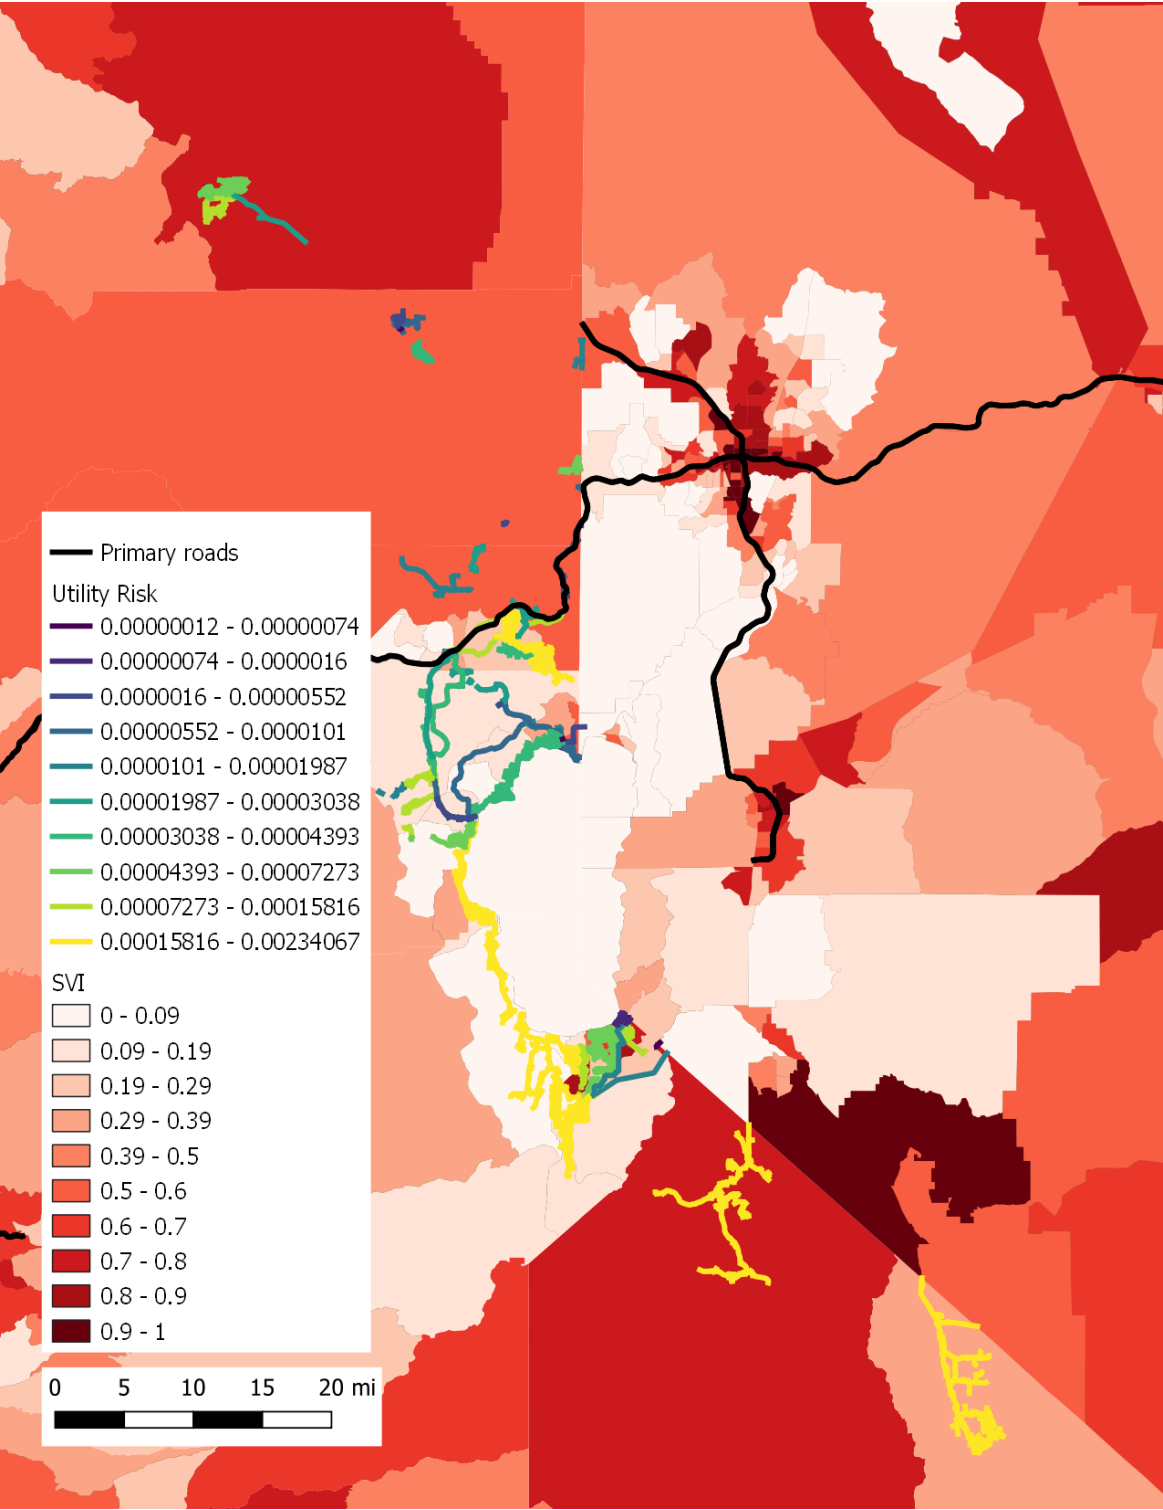 Primary roads
Utility Risk
0.00000012 - 0.00000074
0.00000074 - 0.0000016
0.0000016 - 0.00000552
0.00000552 - 0.0000101
0.0000101 - 0.00001987
0.00001987 - 0.00003038
0.00003038 - 0.00004393
0.00004393 - 0.00007273
0.00007273 - 0.00015816
0.00015816 - 0.00234067
SVI
0 - 0.09
0.09 - 0.19
0.19 - 0.29
0.29 - 0.39
0.39 - 0.5
0.5 - 0.6
0.6 - 0.7
0.7 - 0.8
0.8 - 0.9
0.9 - 1
0 5 10 15 20 mi